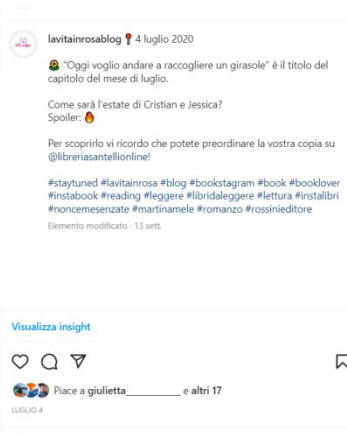 lavitainrosablog 4 luglio 2020
"Oggi voglio andare a raccogliere un girasole" è il titolo del
capitolo del mese di luglio.
Come sarà l'estate di Cristian e Jessica?
Spoiler:
Per scoprirlo vi ricordo che potete preordinare la vostra copia su
@libreriasantellionline!
#staytuned #lavitainrosa #blog #bookstagram #book #booklover
#instabook #reading #leggere #libridaleggere #lettura #instalibri
#noncemesenzate #martinamele #romanzo #rossinieditore
Elemento modificato · 13 sett.
Visualizza insight
Piace a giulietta___________ e altri 17
LUGLIO 4